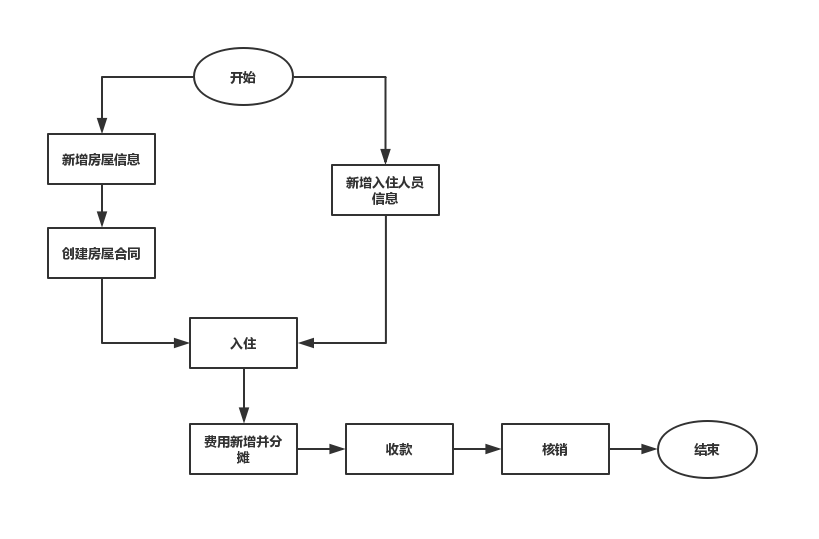 开始
新增房屋信息
新增入住人员
信息
创建房屋合同
入住
费用新增并分
摊
收款
核销
结束